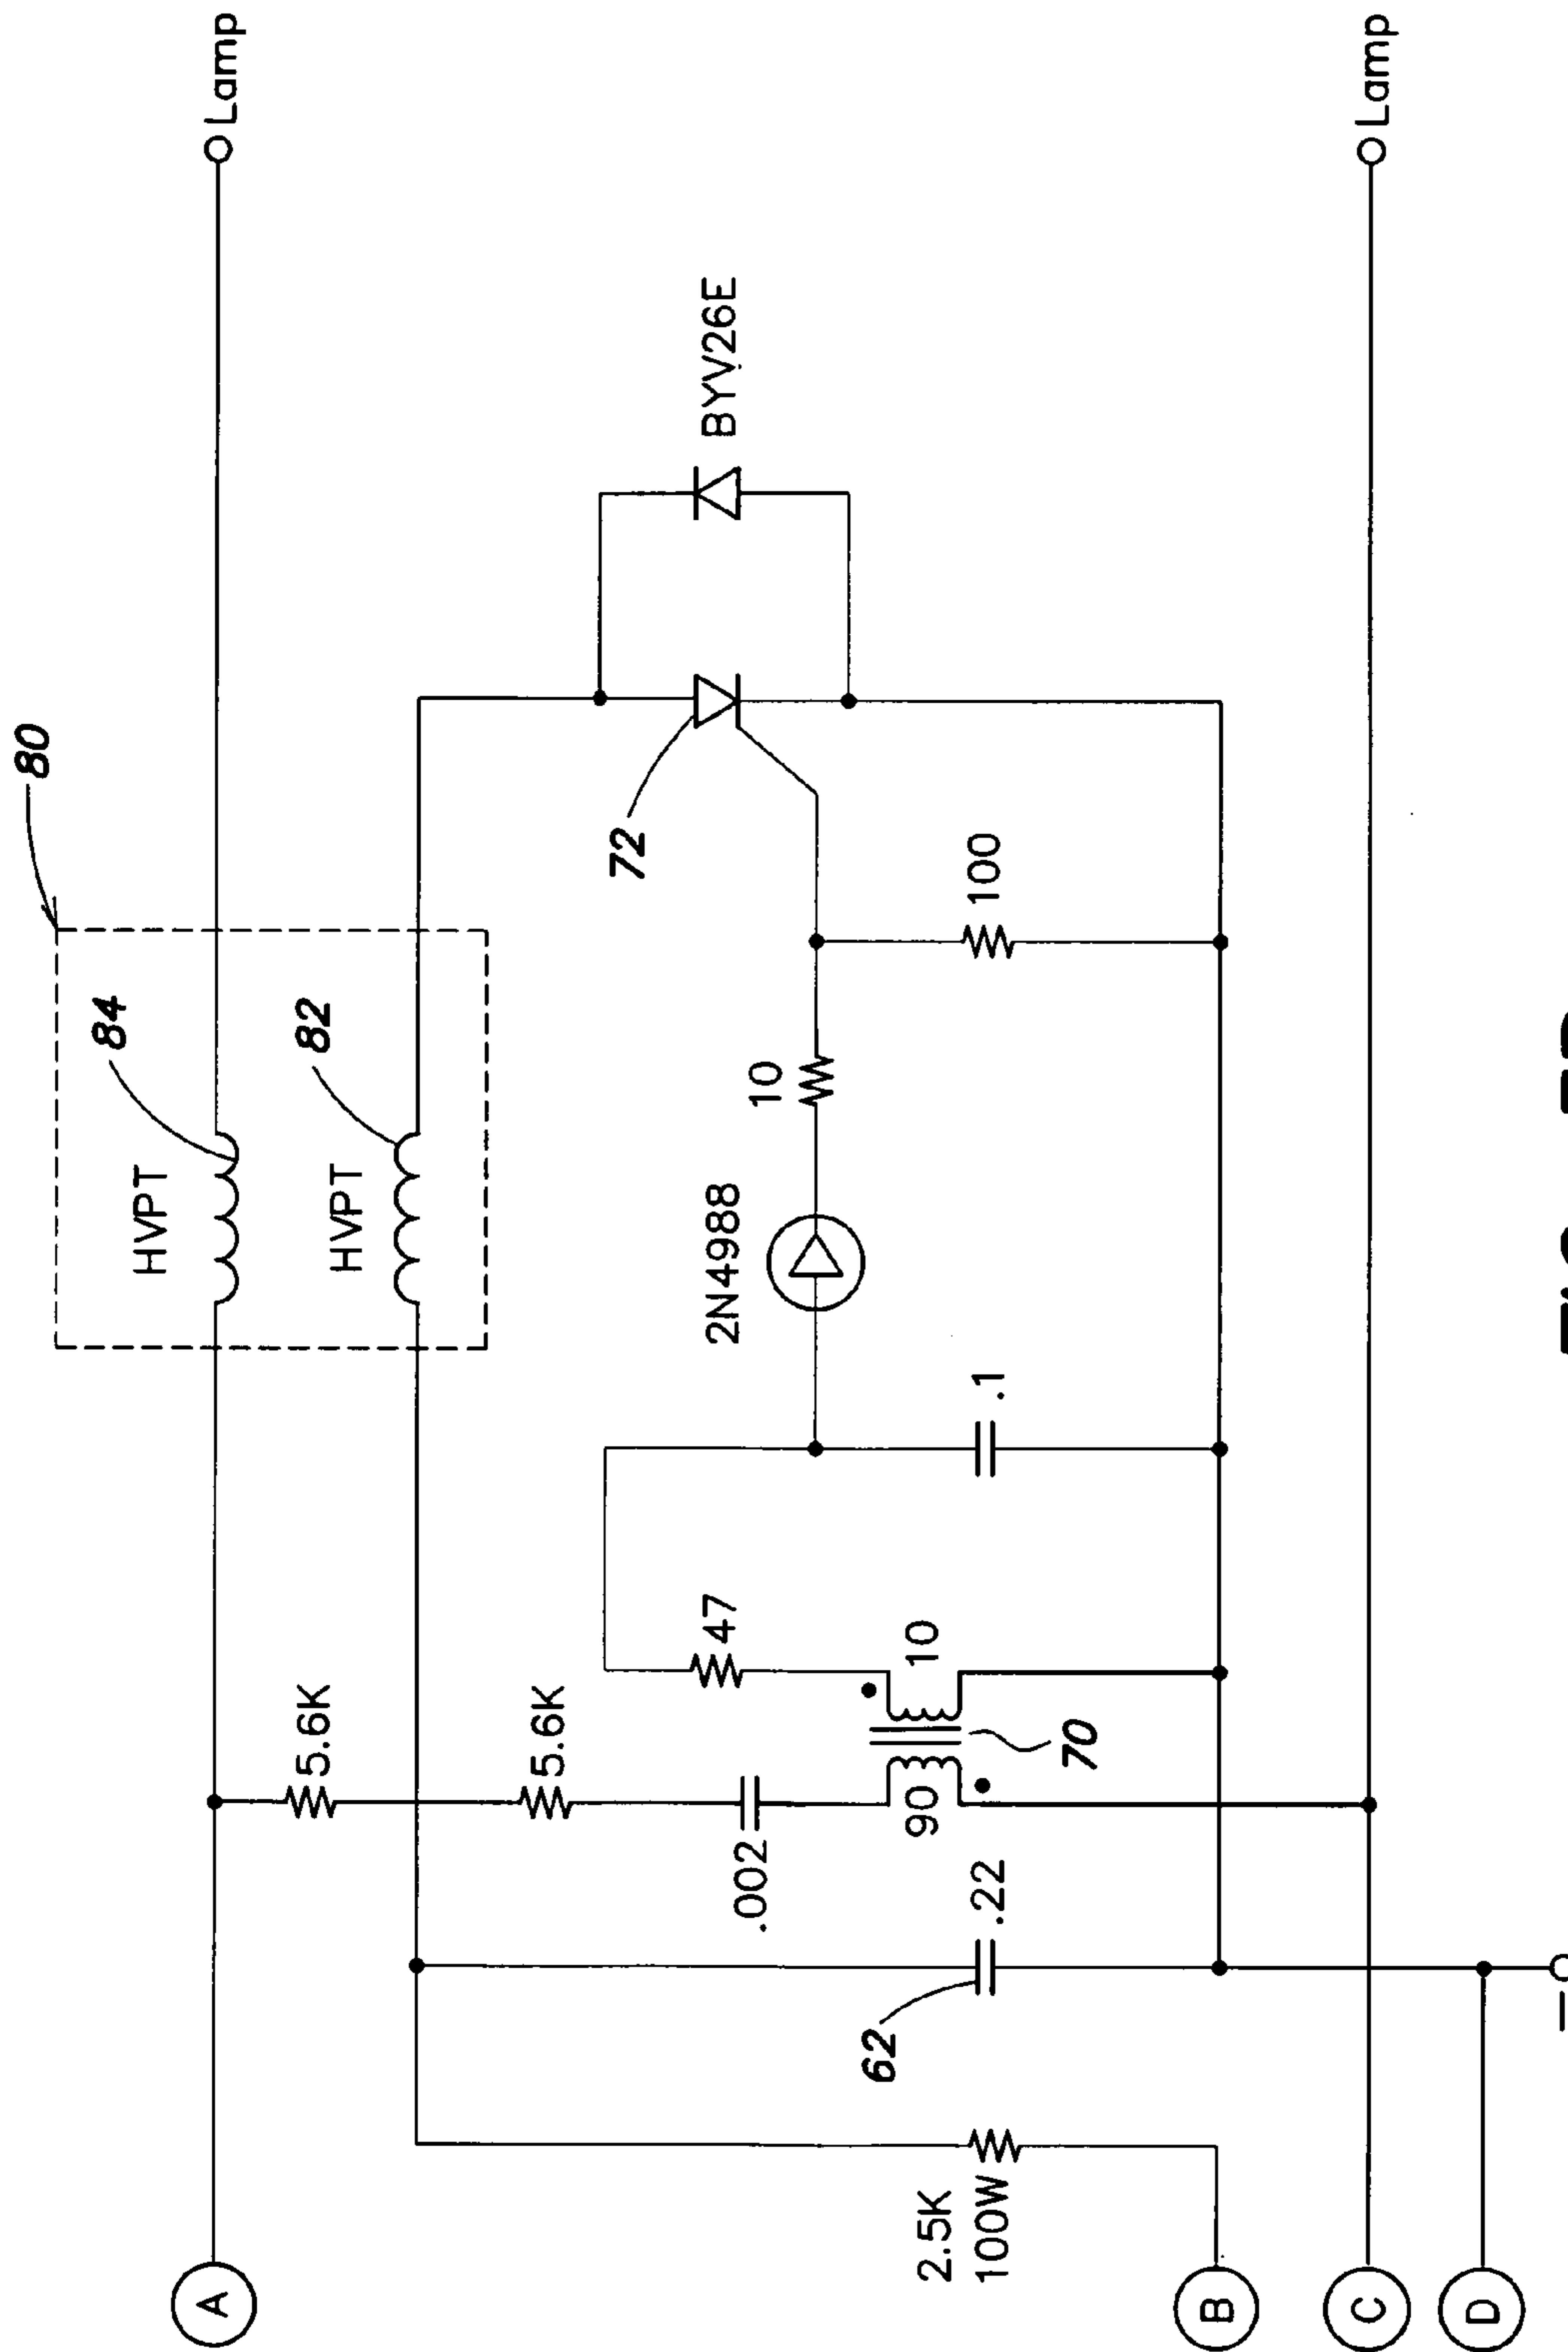 80
84
HVPT
Lamp
82
HVPT
5.6K
5.6K
72
BYV26E
2N4988
10
47
.002
90
10
70
.1
100
62
.22
2.5K
100W
A
B
C
Lamp
D
–